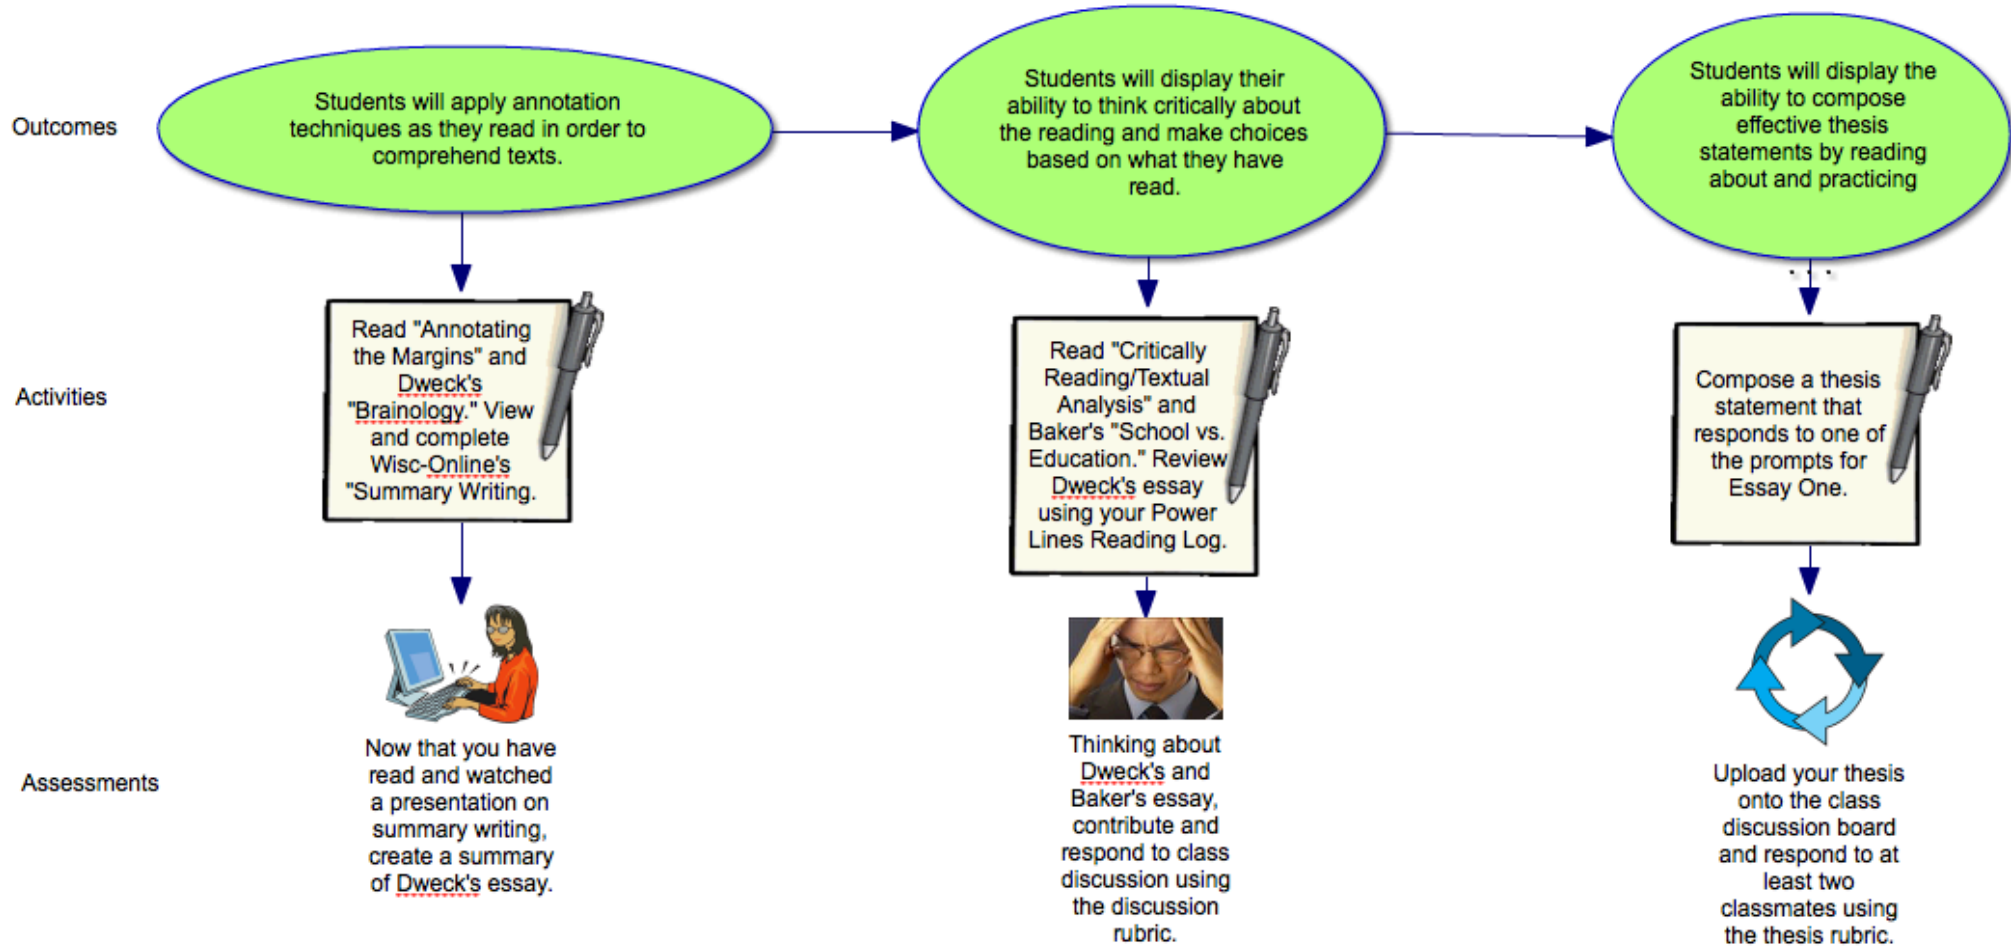 Outcomes
Students will apply annotation
techniques as they read in order to
comprehend texts.
Students will display their
ability to think critically about
the reading and make choices
based on what they have
read.
Students will display the
ability to compose
effective thesis
statements by reading
about and practicing
. . .
Activities
Read "Annotating
the Margins" and
Dweck's
"Brainology." View
and complete
Wisc-Online's
"Summary Writing.
Read "Critically
Reading/Textual
Analysis" and
Baker's "School vs.
Education." Review
Dweck's essay
using your Power
Lines Reading Log.
Compose a thesis
statement that
responds to one of
the prompts for
Essay One.
Assessments
Now that you have
read and watched
a presentation on
summary writing,
create a summary
of Dweck's essay.
Thinking about
Dweck's and
Baker's essay,
contribute and
respond to class
discussion using
the discussion
rubric.
Upload your thesis
onto the class
discussion board
and respond to at
least two
classmates using
the thesis rubric.